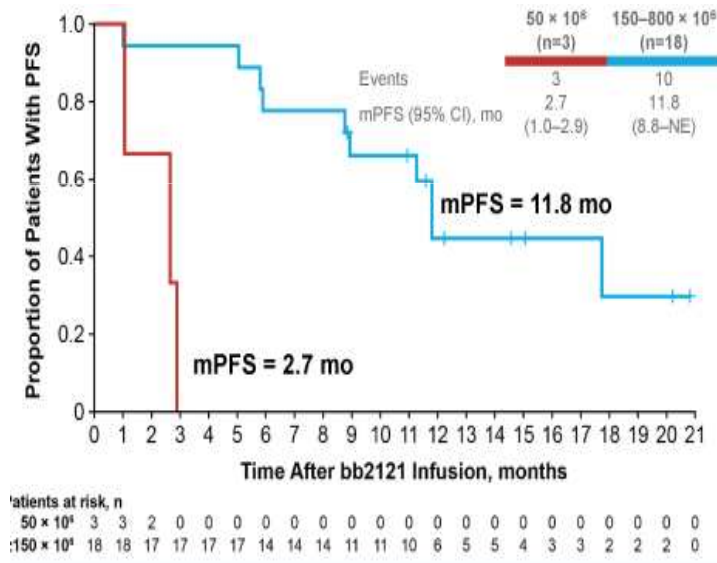 50 × 10⁶ 150–800 × 10⁶
(n=3) (n=18)
Events 3 10
mPFS (95% CI), mo 2.7 11.8
(1.0–2.9) (8.8–NE)
Proportion of Patients With PFS
1.0
0.8
0.6
0.4
0.2
0
mPFS = 11.8 mo
mPFS = 2.7 mo
0 1 2 3 4 5 6 7 8 9 10 11 12 13 14 15 16 17 18 19 20 21
Time After bb2121 Infusion, months
atients at risk, n
50 × 10⁶ 3 3 2 0 0 0 0 0 0 0 0 0 0 0 0 0 0 0 0 0 0 0
150 × 10⁶ 18 18 17 17 17 17 14 14 14 11 11 10 6 5 5 4 3 3 2 2 2 0